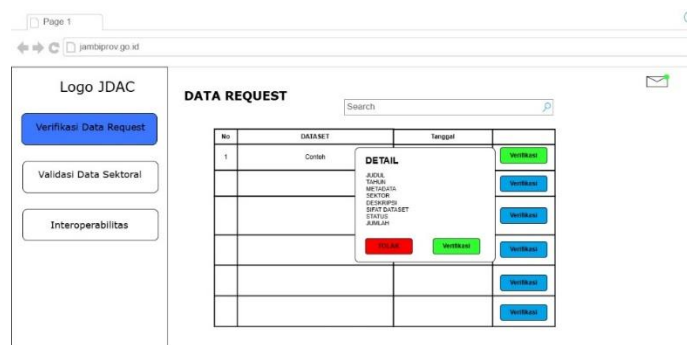 Page 1
jambiprov.go.id
Logo JDAC
Verifikasi Data Request
Validasi Data Sektoral
Interoperabilitas
DATA REQUEST
Search
No DATASET Tanggal
1 Contoh Verifikasi
DETAIL
JUDUL
TAHUN
METADATA
SEKTOR
DESKRIPSI
SIFAT DATASET
STATUS
JUMLAH
TOLAK Verifikasi
Verifikasi
Verifikasi
Verifikasi
Verifikasi
Verifikasi